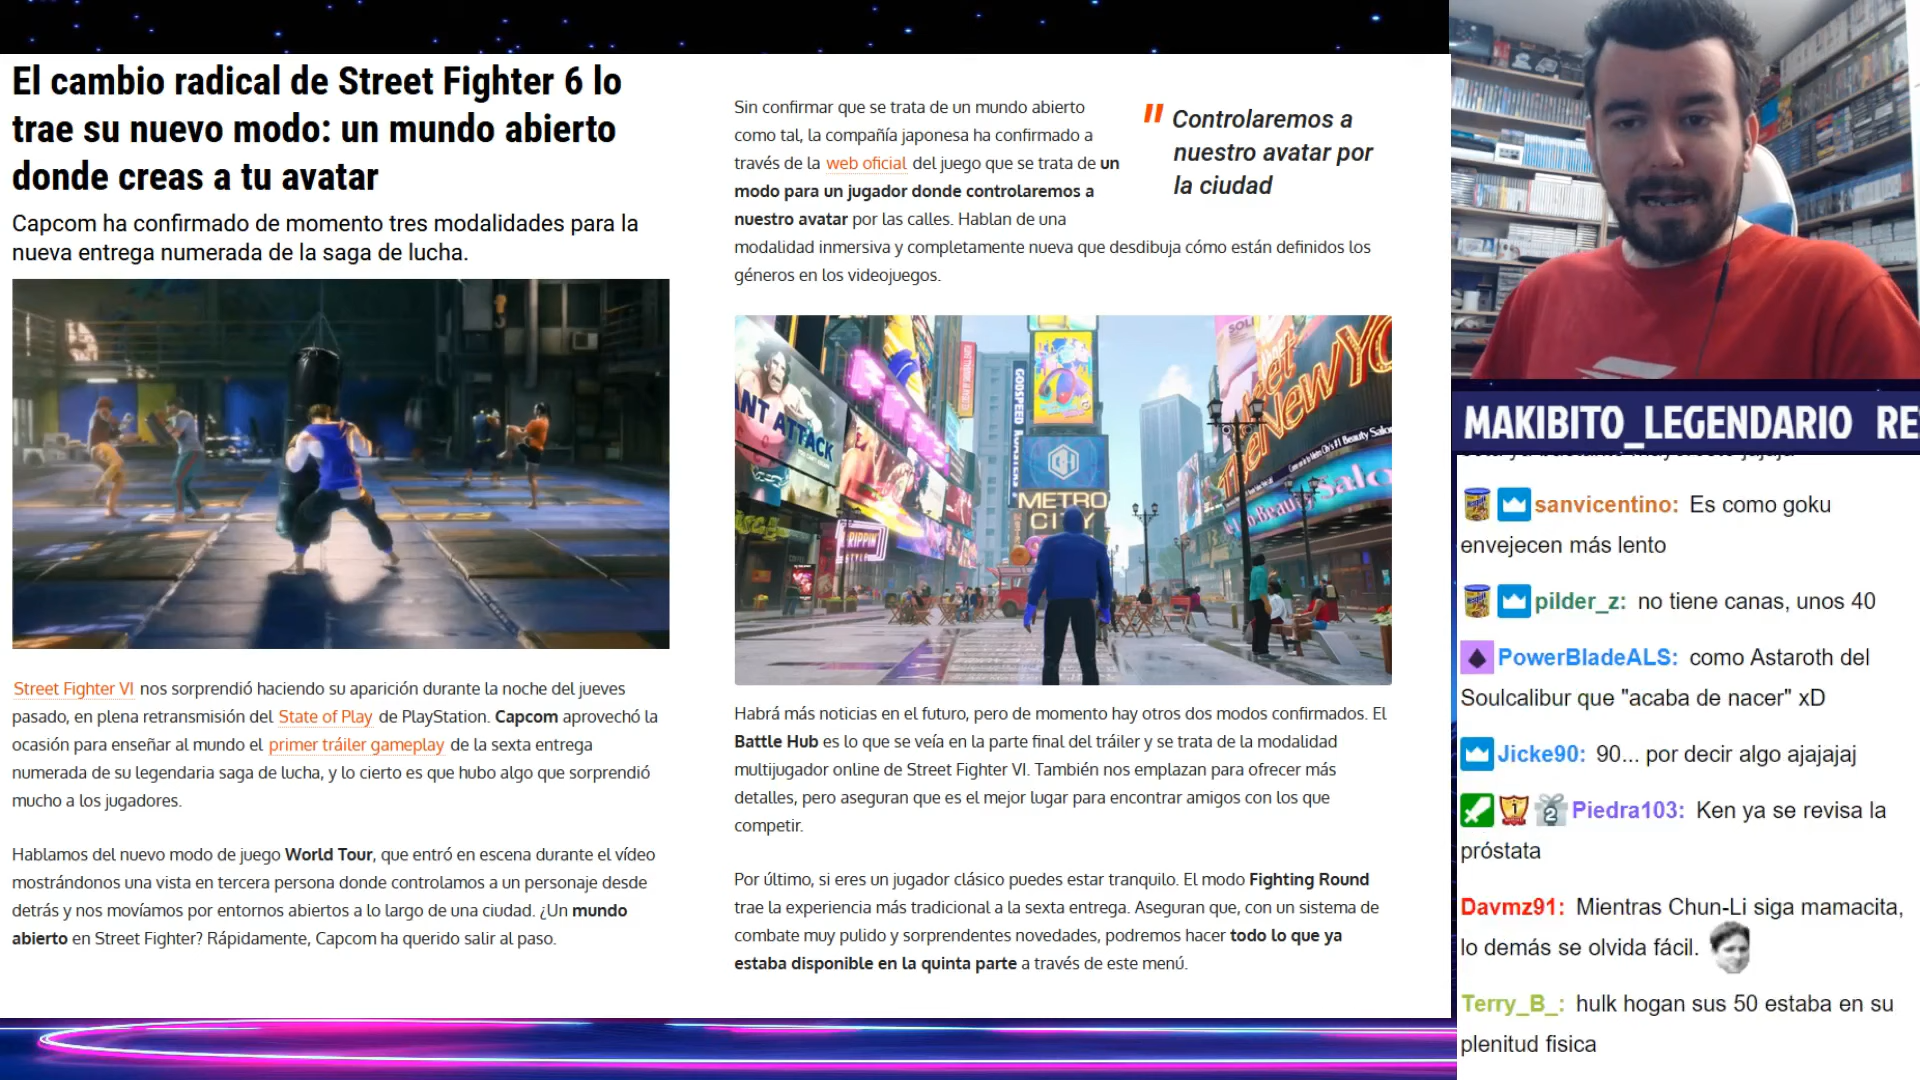 El cambio radical de Street Fighter 6 lo
trae su nuevo modo: un mundo abierto
donde creas a tu avatar
Capcom ha confirmado de momento tres modalidades para la
nueva entrega numerada de la saga de lucha.
Street Fighter VI nos sorprendió haciendo su aparición durante la noche del jueves
pasado, en plena retransmisión del State of Play de PlayStation. Capcom aprovechó la
ocasión para enseñar al mundo el primer tráiler gameplay de la sexta entrega
numerada de su legendaria saga de lucha, y lo cierto es que hubo algo que sorprendió
mucho a los jugadores.
Hablamos del nuevo modo de juego World Tour, que entró en escena durante el vídeo
mostrándonos una vista en tercera persona donde controlamos a un personaje desde
detrás y nos movíamos por entornos abiertos a lo largo de una ciudad. ¿Un mundo
abierto en Street Fighter? Rápidamente, Capcom ha querido salir al paso.
Sin confirmar que se trata de un mundo abierto
como tal, la compañía japonesa ha confirmado a
través de la web oficial del juego que se trata de un
modo para un jugador donde controlaremos a
nuestro avatar por las calles. Hablan de una
modalidad inmersiva y completamente nueva que desdibuja cómo están definidos los
géneros en los videojuegos.
" Controlaremos a
nuestro avatar por
la ciudad
ANT ATTACK
RIPPIN
GODSPEED
METRO
CITY
SOL
The NewYO
Beauty Salo
Habrá más noticias en el futuro, pero de momento hay otros dos modos confirmados. El
Battle Hub es lo que se veía en la parte final del tráiler y se trata de la modalidad
multijugador online de Street Fighter VI. También nos emplazan para ofrecer más
detalles, pero aseguran que es el mejor lugar para encontrar amigos con los que
competir.
Por último, si eres un jugador clásico puedes estar tranquilo. El modo Fighting Round
trae la experiencia más tradicional a la sexta entrega. Aseguran que, con un sistema de
combate muy pulido y sorprendentes novedades, podremos hacer todo lo que ya
estaba disponible en la quinta parte a través de este menú.
MAKIBITO_LEGENDARIO RE
sanvicentino: Es como goku
envejecen más lento
pilder_z: no tiene canas, unos 40
PowerBladeALS: como Astaroth del
Soulcalibur que "acaba de nacer" xD
Jicke90: 90... por decir algo ajajajaj
1 2 Piedra103: Ken ya se revisa la
próstata
Davmz91: Mientras Chun-Li siga mamacita,
lo demás se olvida fácil.
Terry_B_: hulk hogan sus 50 estaba en su
plenitud fisica